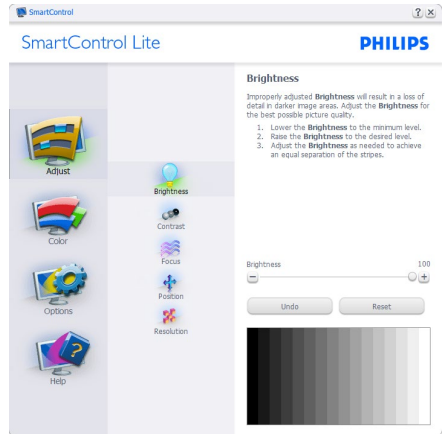 SmartControl
SmartControl Lite
PHILIPS
Adjust
Color
Options
Help
Brightness
Contrast
Focus
Position
Resolution
Brightness
Improperly adjusted Brightness will result in a loss of
detail in darker image areas. Adjust the Brightness for
the best possible picture quality.
1. Lower the Brightness to the minimum level.
2. Raise the Brightness to the desired level.
3. Adjust the Brightness as needed to achieve
an equal separation of the stripes.
Brightness 100
Undo Reset